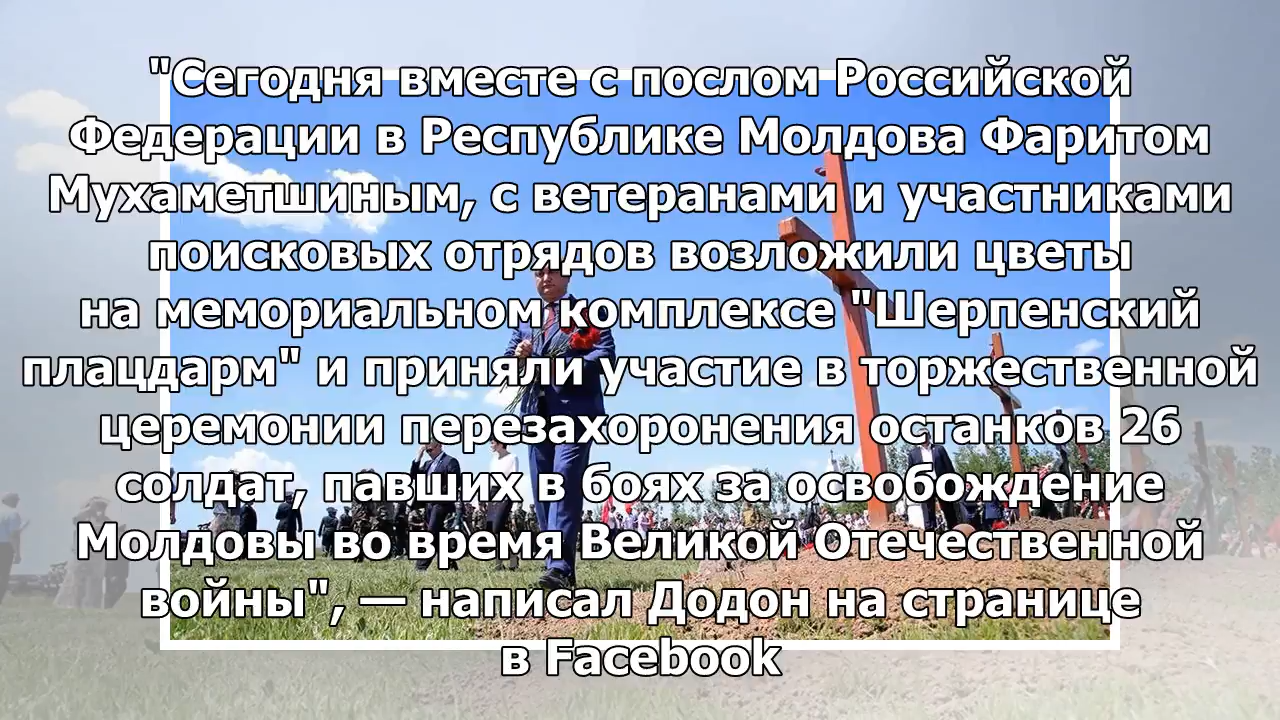 "Сегодня вместе с послом Российской
Федерации в Республике Молдова Фаритом
Мухаметшиным, с ветеранами и участниками
поисковых отрядов возложили цветы
на мемориальном комплексе "Шерпенский
плацдарм" и приняли участие в торжественной
церемонии перезахоронения останков 26
солдат, павших в боях за освобождение
Молдовы во время Великой Отечественной
войны", — написал Додон на странице
в Facebook